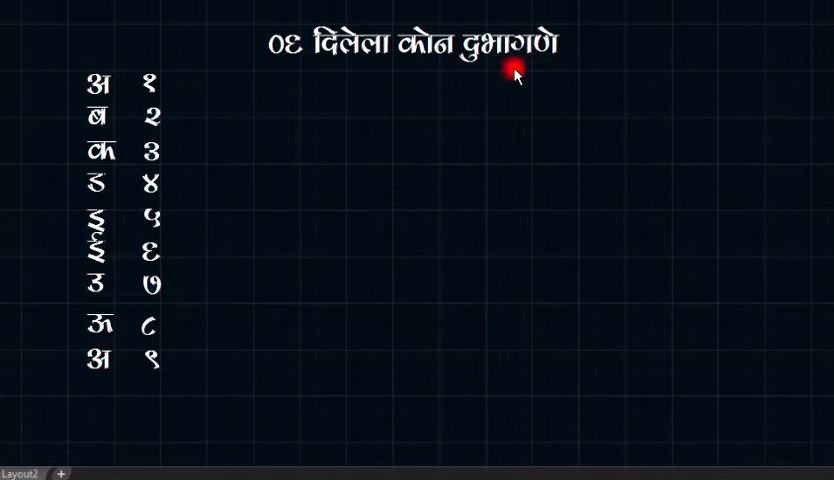 ०६ दिलेला कोन दुभागणे
अ १
ब २
क ३
ड ४
इ ५
ई ६
उ ७
ऊ ८
अ ९
Layout2 +